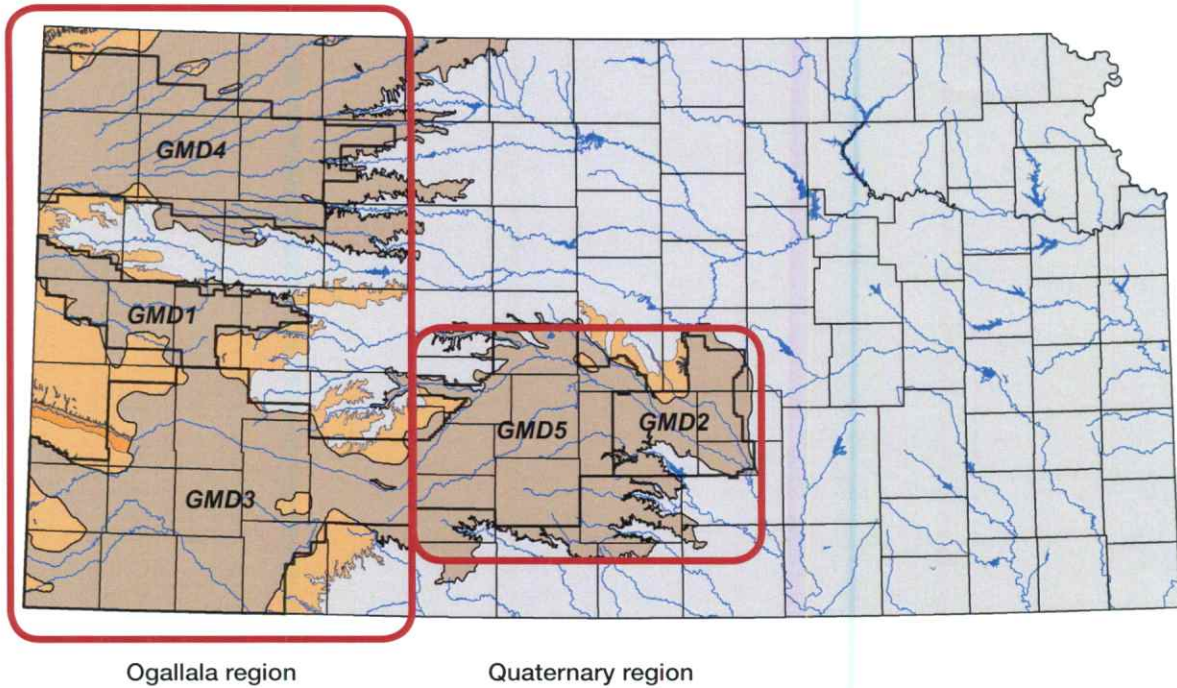 GMD4
GMD1
GMD5
GMD2
GMD3
Ogallala region
Quaternary region